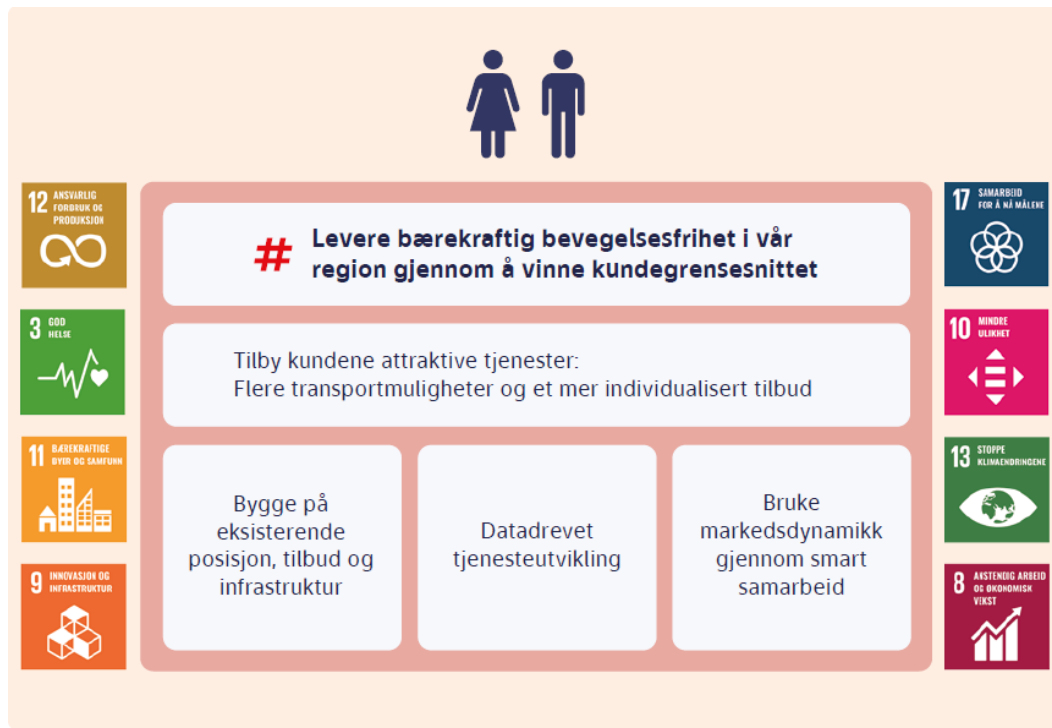 12 ANSVARLIG
FORBRUK OG
PRODUKSJON
3 GOD
HELSE
11 BÆREKRAFTIGE
BYER OG SAMFUNN
9 INNOVASJON OG
INFRASTRUKTUR
# Levere bærekraftig bevegelsesfrihet i vår
region gjennom å vinne kundegrensesnittet
Tilby kundene attraktive tjenester:
Flere transportmuligheter og et mer individualisert tilbud
Bygge på
eksisterende
posisjon, tilbud og
infrastruktur
Datadrevet
tjenesteutvikling
Bruke
markedsdynamikk
gjennom smart
samarbeid
17 SAMARBEID
FOR Å NÅ MÅLENE
10 MINDRE
ULIKHET
13 STOPPE
KLIMAENDRINGENE
8 ANSTENDIG ARBEID
OG ØKONOMISK
VEKST